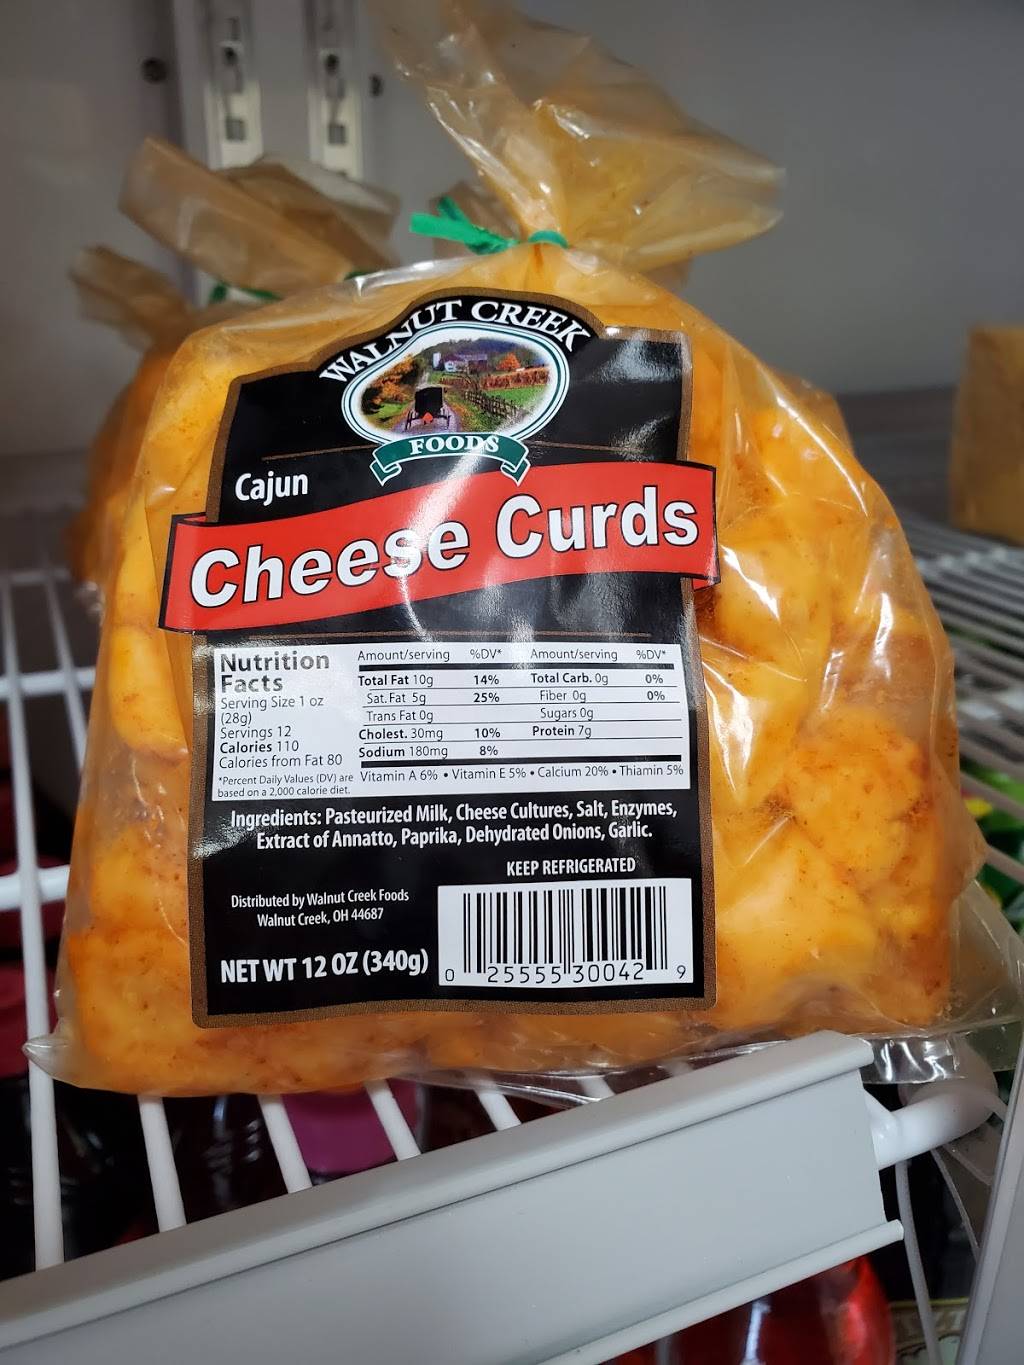 WALNUT CREEK
FOODS
Cajun
Cheese Curds
Nutrition
Facts
Serving Size 1 oz
(28g)
Servings 12
Calories 110
Calories from Fat 80
*Percent Daily Values (DV) are
based on a 2,000 calorie diet.
Amount/serving %DV* Amount/serving %DV*
Total Fat 10g 14% Total Carb. 0g 0%
Sat. Fat 5g 25% Fiber 0g 0%
Trans Fat 0g Sugars 0g
Cholest. 30mg 10% Protein 7g
Sodium 180mg 8%
Vitamin A 6% • Vitamin E 5% • Calcium 20% • Thiamin 5%
Ingredients: Pasteurized Milk, Cheese Cultures, Salt, Enzymes,
Extract of Annatto, Paprika, Dehydrated Onions, Garlic.
KEEP REFRIGERATED
Distributed by Walnut Creek Foods
Walnut Creek, OH 44687
NET WT 12 OZ (340g)
0 25555 30042 9